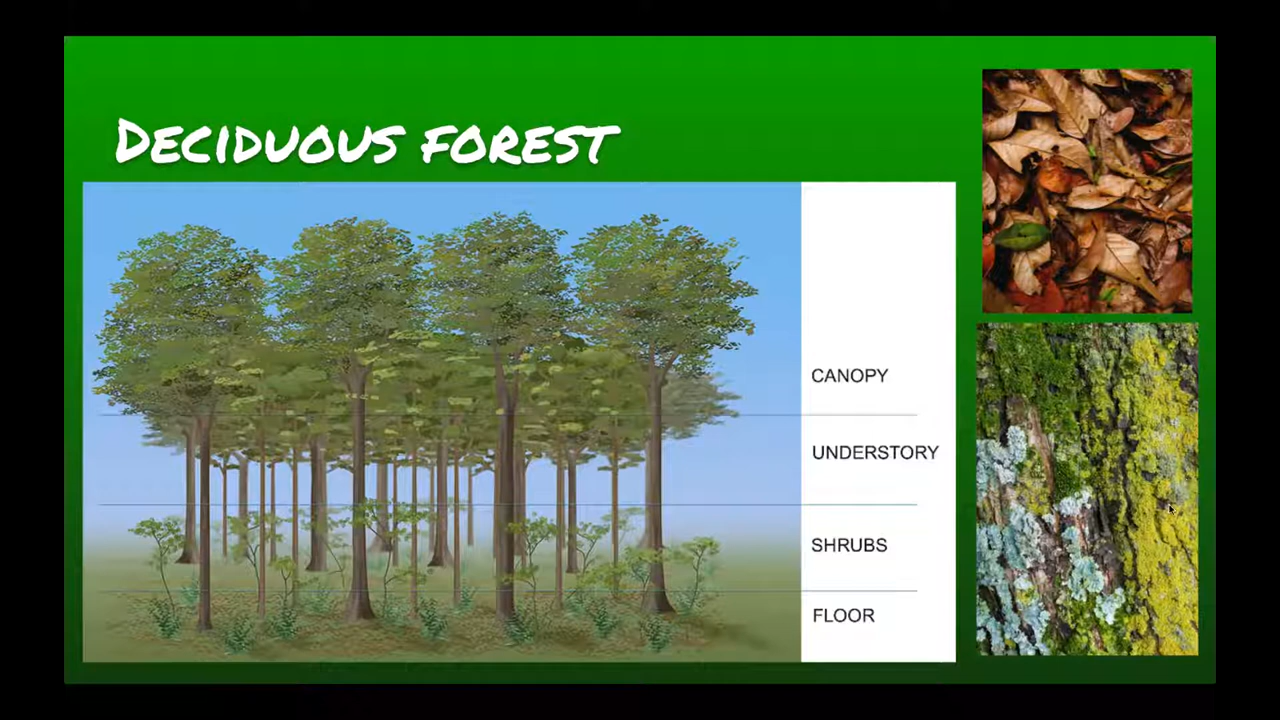 DECIDUOUS FOREST
CANOPY
UNDERSTORY
SHRUBS
FLOOR